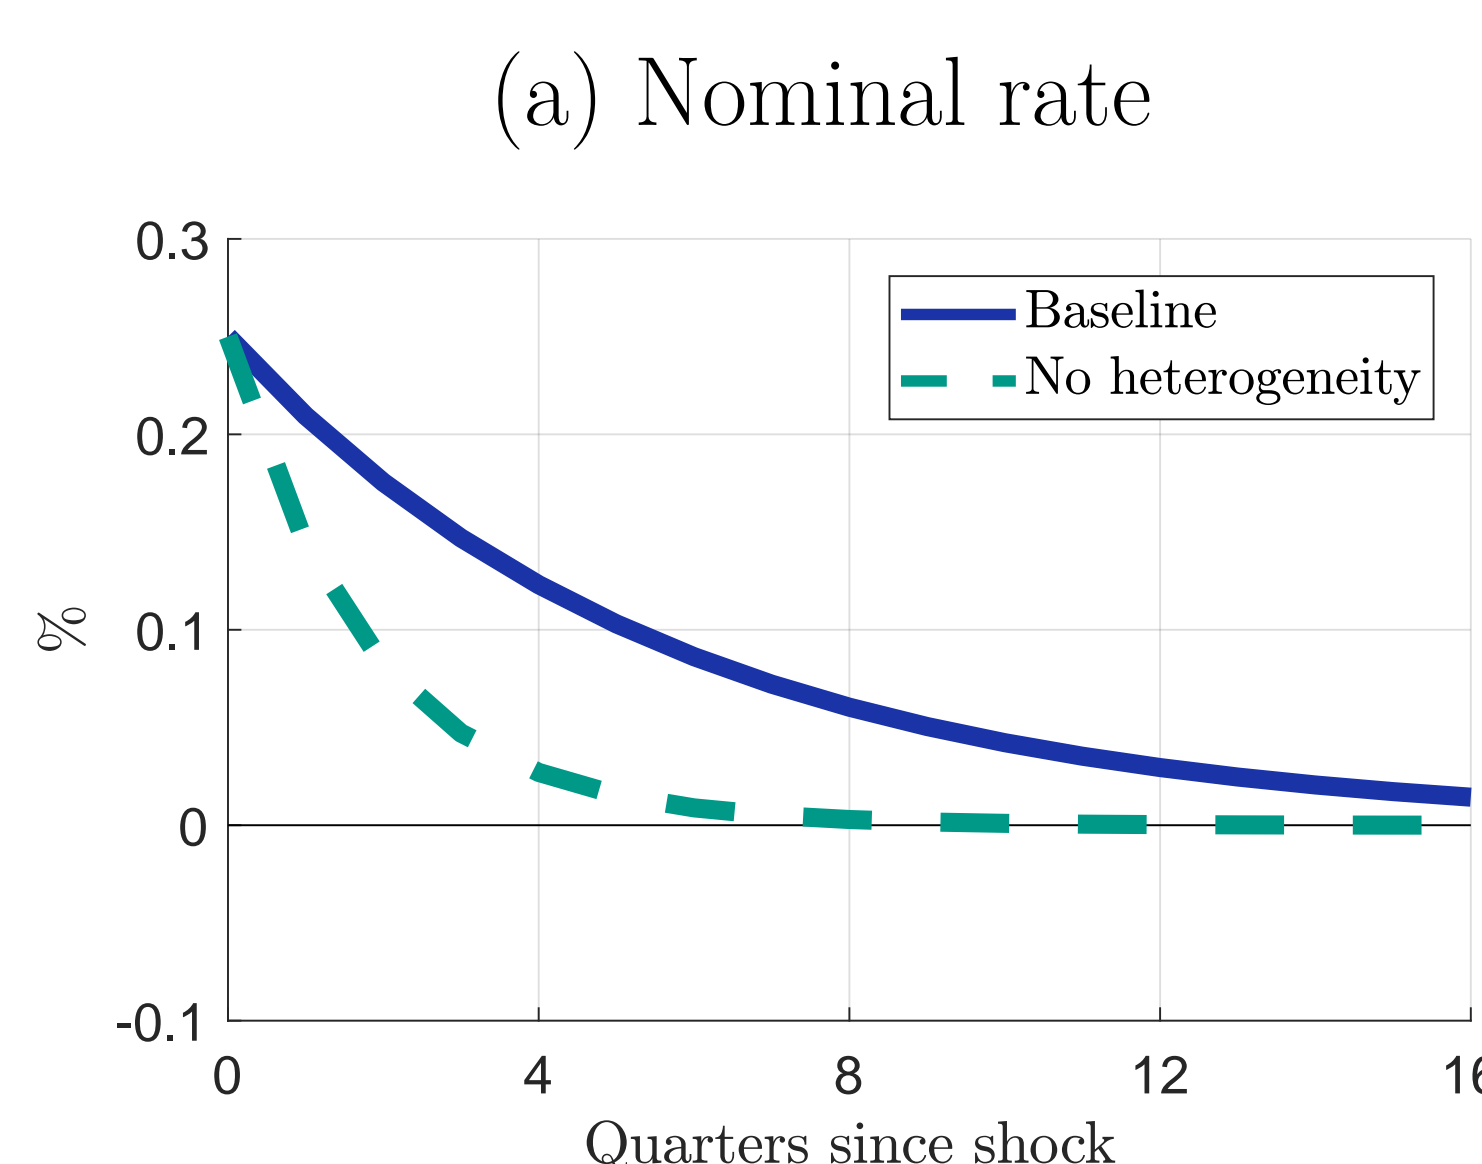 (a) Nominal rate
0.3
0.2
0.1
0
-0.1
%
Baseline
No heterogeneity
0 4 8 12 16
Quarters since shock